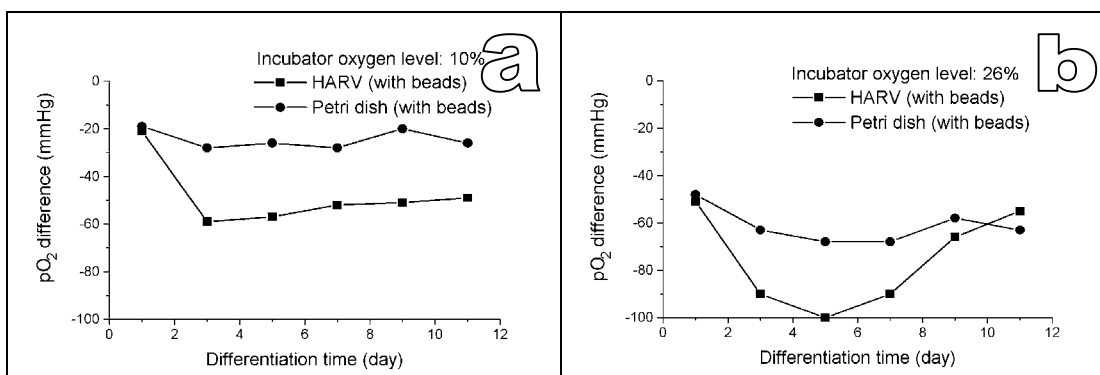 a
Incubator oxygen level: 10%
HARV (with beads)
Petri dish (with beads)
pO2 difference (mmHg)
0
-20
-40
-60
-80
-100
0 2 4 6 8 10 12
Differentiation time (day)
b
Incubator oxygen level: 26%
HARV (with beads)
Petri dish (with beads)
pO2 difference (mmHg)
0
-20
-40
-60
-80
-100
0 2 4 6 8 10 12
Differentiation time (day)